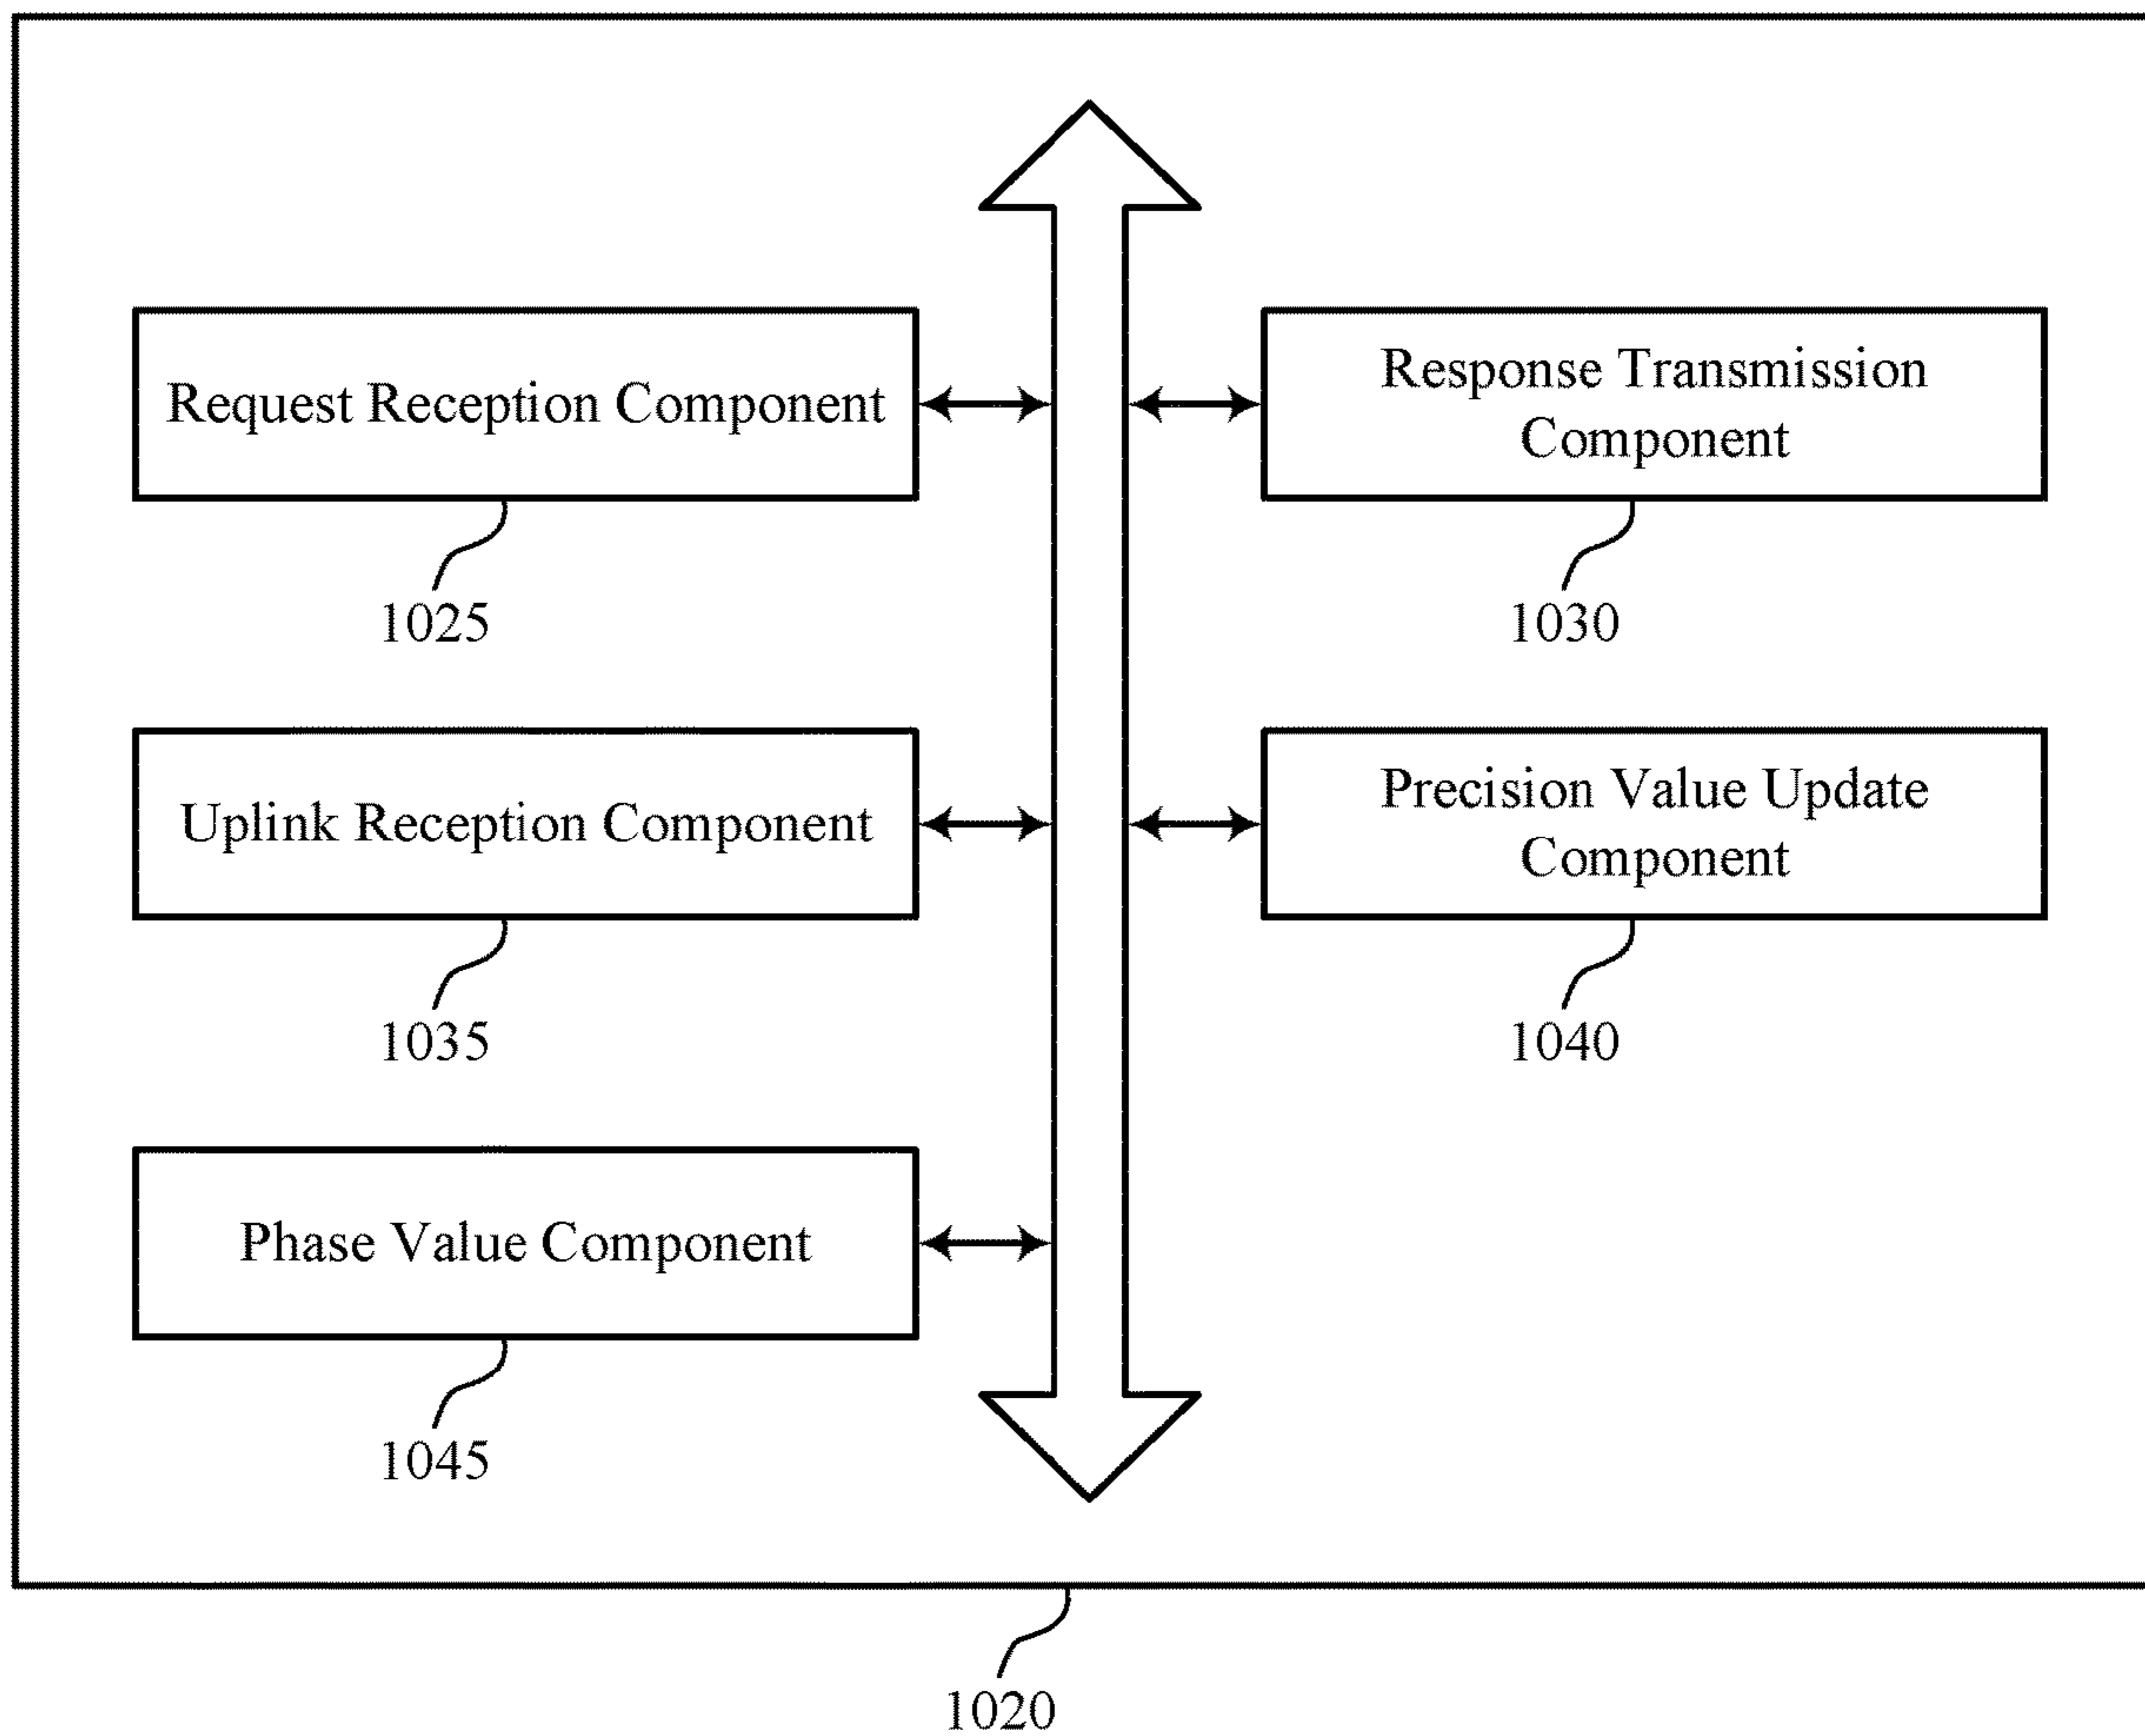 Request Reception Component
1025
Response Transmission
Component
1030
Uplink Reception Component
1035
Precision Value Update
Component
1040
Phase Value Component
1045
1020